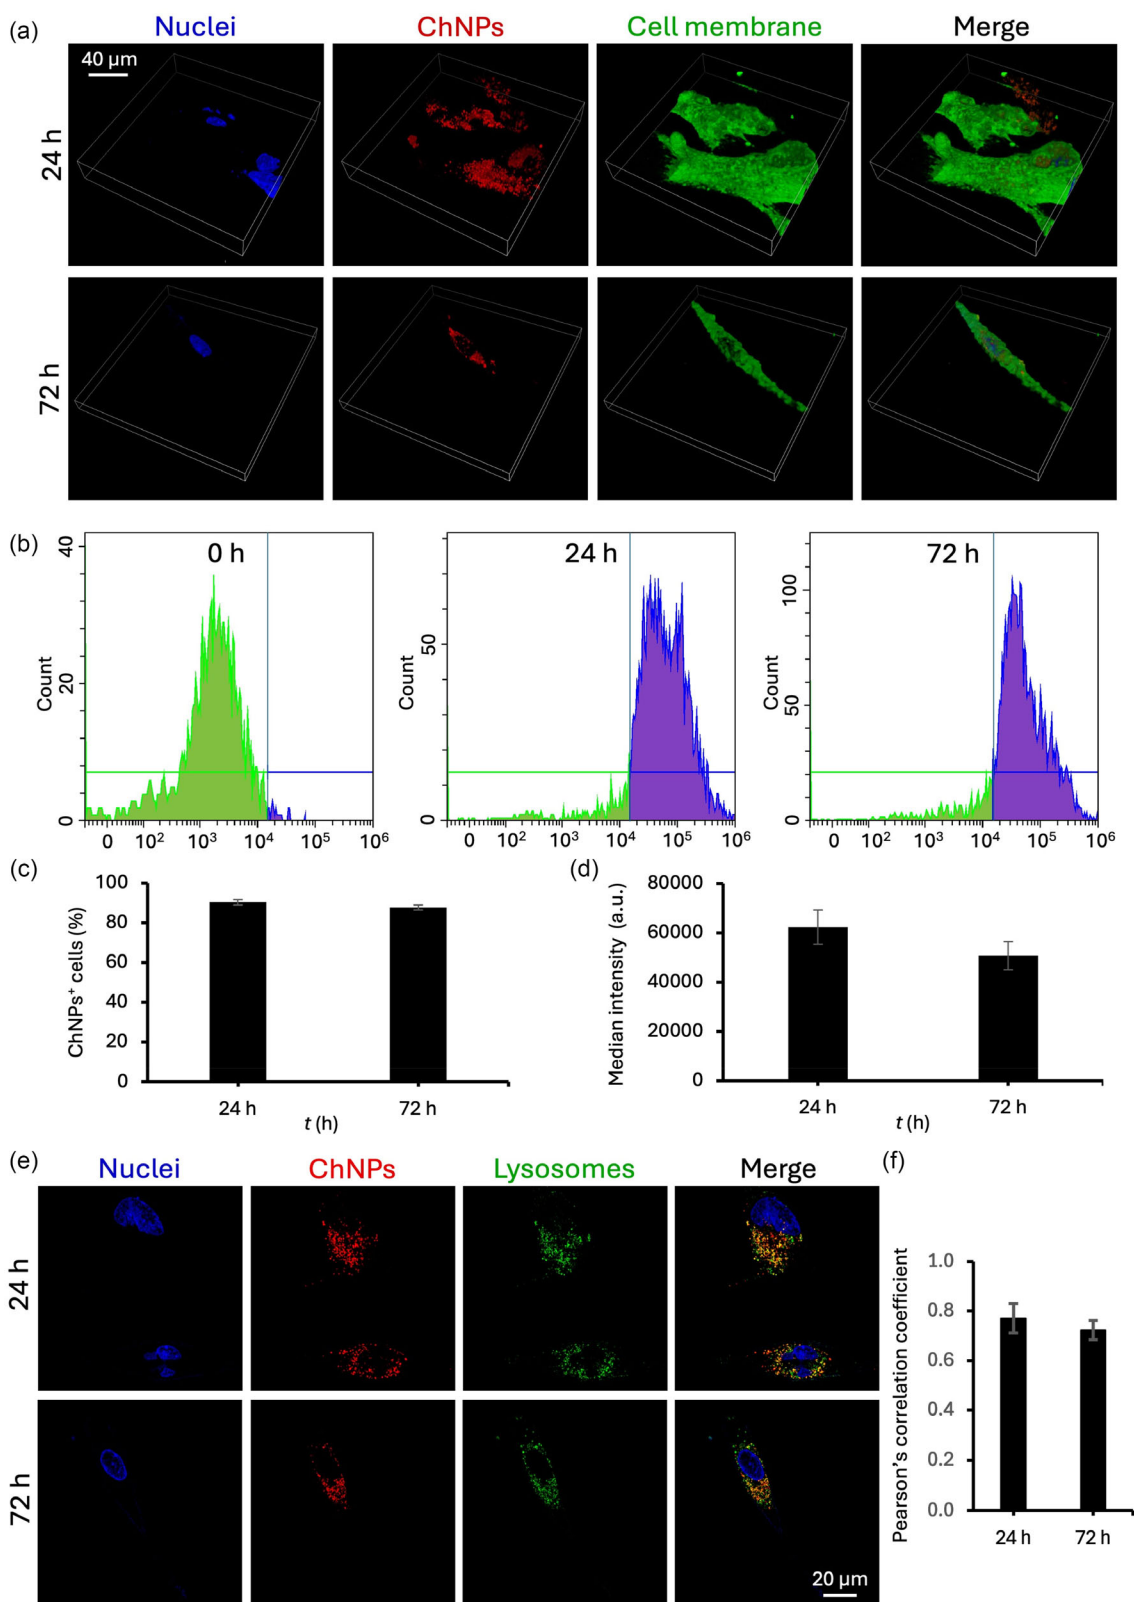 (a)
Nuclei ChNPs Cell membrane Merge
40 µm
24 h
72 h
(b)
0 h
40
20
0
Count
0 10² 10³ 10⁴ 10⁵ 10⁶
24 h
50
0
Count
0 10² 10³ 10⁴ 10⁵ 10⁶
72 h
100
50
0
Count
0 10² 10³ 10⁴ 10⁵ 10⁶
(c)
100
80
60
40
20
0
ChNPs⁺ cells (%)
24 h 72 h
t (h)
(d)
80000
60000
40000
20000
0
Median intensity (a.u.)
24 h 72 h
t (h)
(e)
Nuclei ChNPs Lysosomes Merge
24 h
72 h
20 µm
(f)
1.0
0.8
0.6
0.4
0.2
0.0
Pearson's correlation coefficient
24 h 72 h